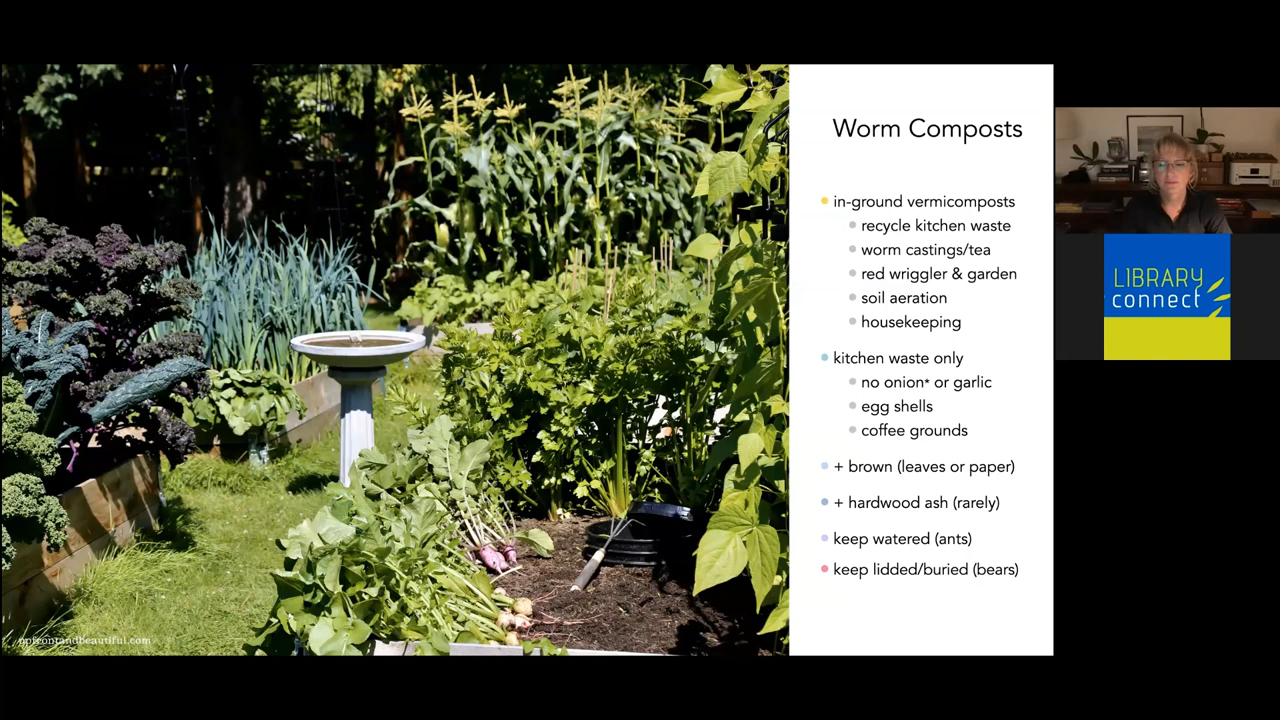 Worm Composts
in-ground vermicomposts
recycle kitchen waste
worm castings/tea
red wriggler & garden
soil aeration
housekeeping
kitchen waste only
no onion* or garlic
egg shells
coffee grounds
+ brown (leaves or paper)
+ hardwood ash (rarely)
keep watered (ants)
keep lidded/buried (bears)
upfrontandbeautiful.com
LIBRARY
connect